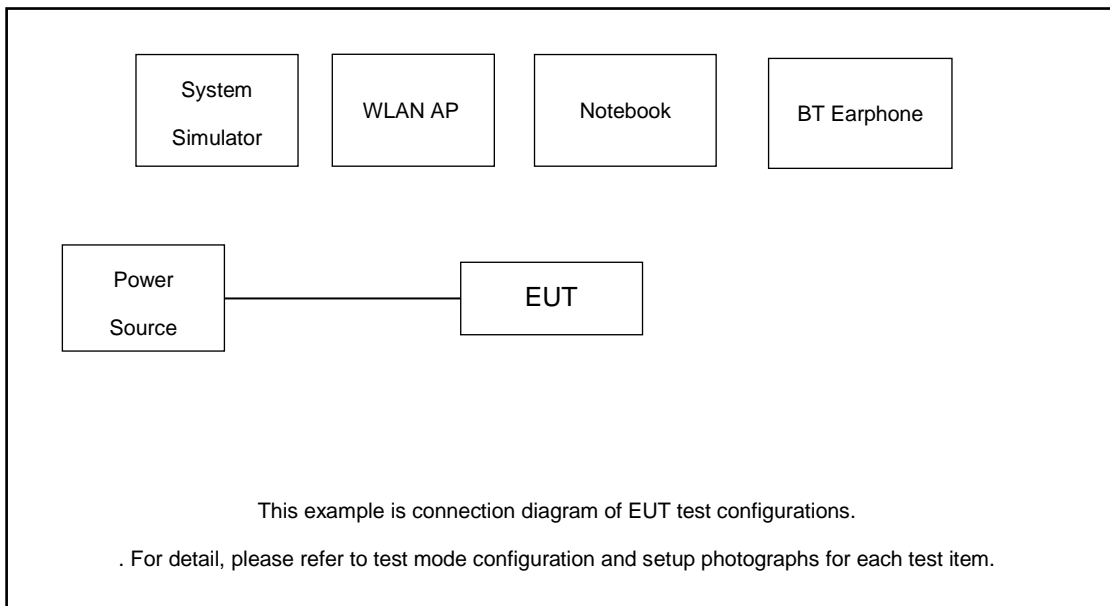 System
Simulator
WLAN AP
Notebook
BT Earphone
Power
Source
EUT
This example is connection diagram of EUT test configurations.
. For detail, please refer to test mode configuration and setup photographs for each test item.